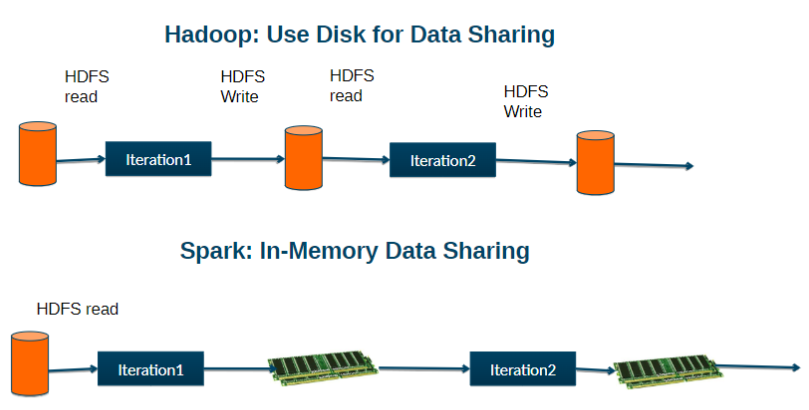 Hadoop: Use Disk for Data Sharing
HDFS
read
HDFS
Write
HDFS
read
HDFS
Write
Iteration1
Iteration2
Spark: In-Memory Data Sharing
HDFS read
Iteration1
Iteration2